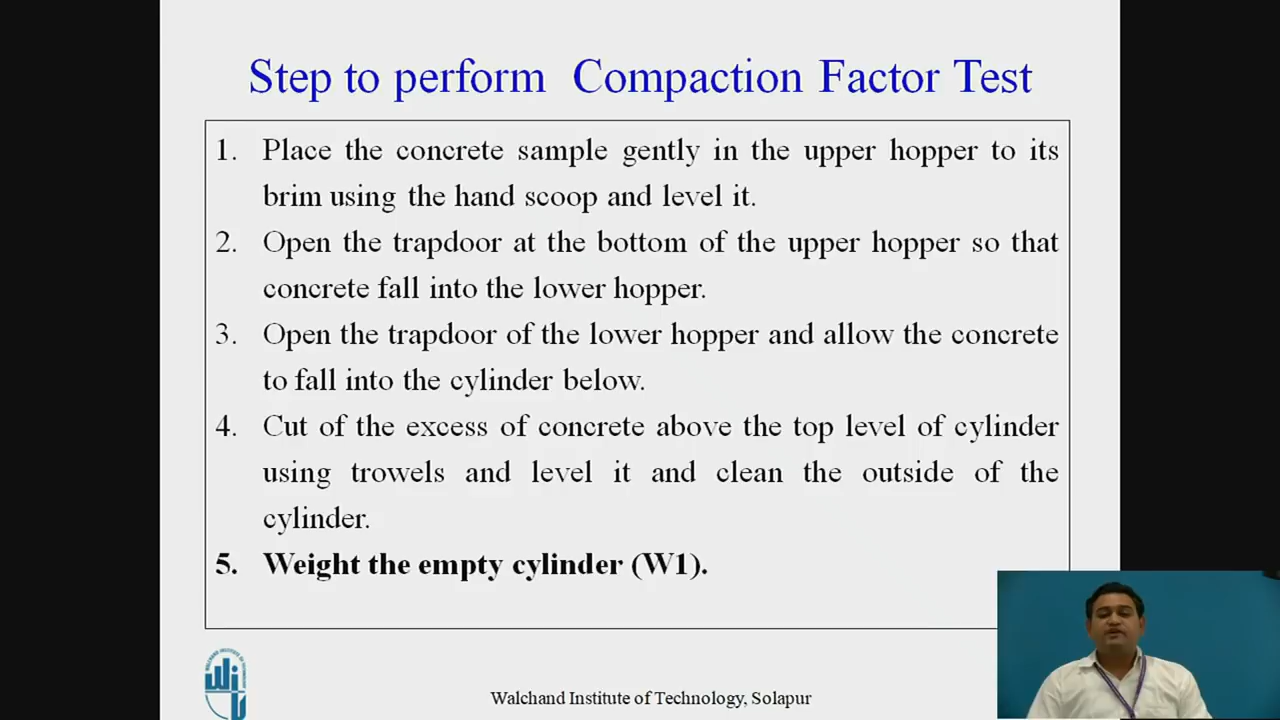 Step to perform Compaction Factor Test
1. Place the concrete sample gently in the upper hopper to its
brim using the hand scoop and level it.
2. Open the trapdoor at the bottom of the upper hopper so that
concrete fall into the lower hopper.
3. Open the trapdoor of the lower hopper and allow the concrete
to fall into the cylinder below.
4. Cut of the excess of concrete above the top level of cylinder
using trowels and level it and clean the outside of the
cylinder.
5. Weight the empty cylinder (W1).
Walchand Institute of Technology, Solapur